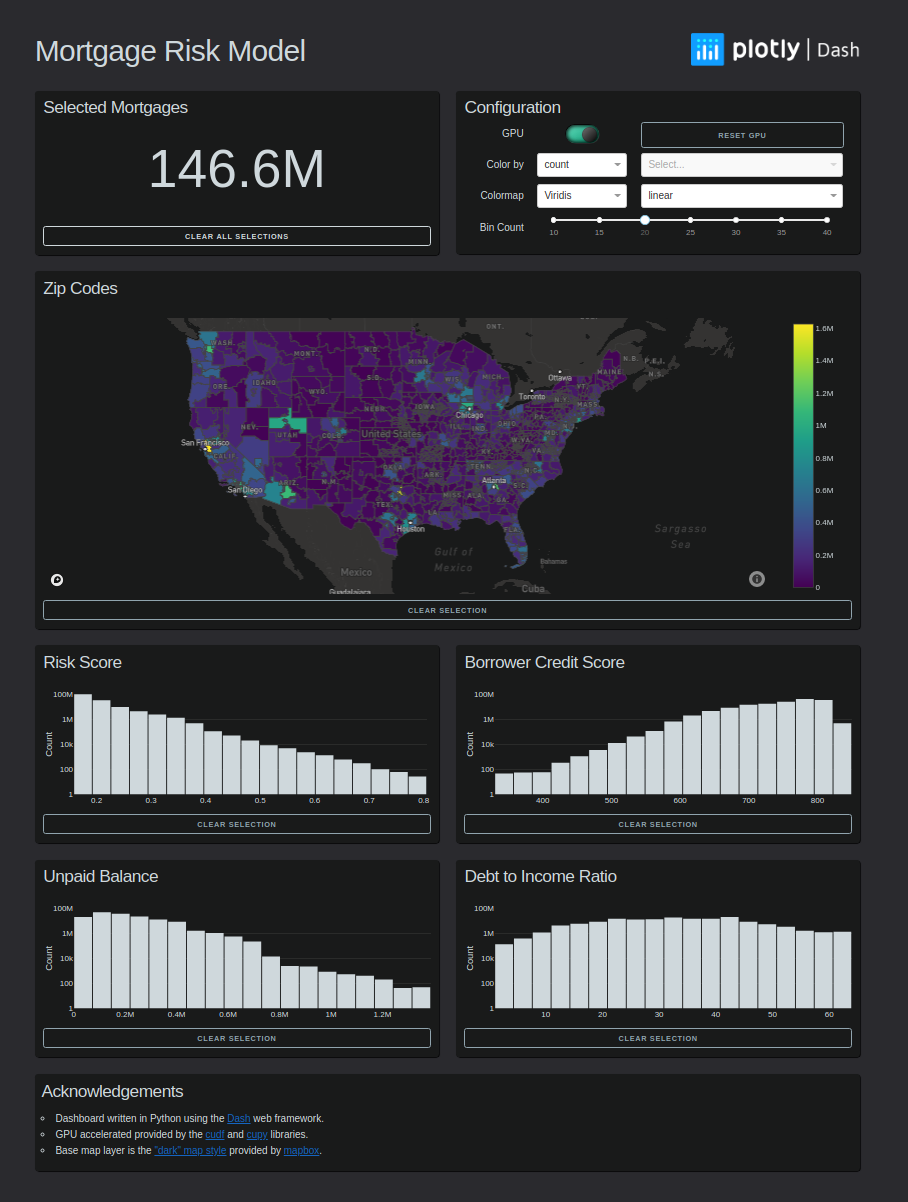 Mortgage Risk Model
plotly | Dash
Selected Mortgages
146.6M
CLEAR ALL SELECTIONS
Configuration
GPU
RESET GPU
Color by
count
Select...
Colormap
Viridis
linear
Bin Count
10 15 20 25 30 35 40
Zip Codes
ONT.
WASH.
MONT.
N.D.
MINN.
N.B.
P.E.I.
N.S.
MAINE
Ottawa
ORE.
IDAHO
WYO.
S.D.
WIS.
MICH.
VT.
Toronto
N.Y.
MASS.
NEBR.
IOWA
Chicago
PA.
NEV.
UTAH
COLO.
United States
ILL.
IND.
OHIO
MD.
N.J.
San Francisco
CALIF.
KY.
W.VA.
VA.
San Diego
ARIZ.
N.M.
OKLA.
ARK.
TENN.
N.C.
Atlanta
S.C.
TEX.
LA.
MISS.
ALA.
GA.
Houston
FLA.
Gulf of
Mexico
Sargasso
Sea
Mexico
Bahamas
Guadalajara
Cuba
1.6M
1.4M
1.2M
1M
0.8M
0.6M
0.4M
0.2M
0
CLEAR SELECTION
Risk Score
100M
1M
10k
100
1
Count
0.2 0.3 0.4 0.5 0.6 0.7 0.8
CLEAR SELECTION
Borrower Credit Score
100M
1M
10k
100
1
Count
400 500 600 700 800
CLEAR SELECTION
Unpaid Balance
100M
1M
10k
100
1
Count
0 0.2M 0.4M 0.6M 0.8M 1M 1.2M
CLEAR SELECTION
Debt to Income Ratio
100M
1M
10k
100
1
Count
10 20 30 40 50 60
CLEAR SELECTION
Acknowledgements
Dashboard written in Python using the Dash web framework.
GPU accelerated provided by the cudf and cupy libraries.
Base map layer is the "dark" map style provided by mapbox.